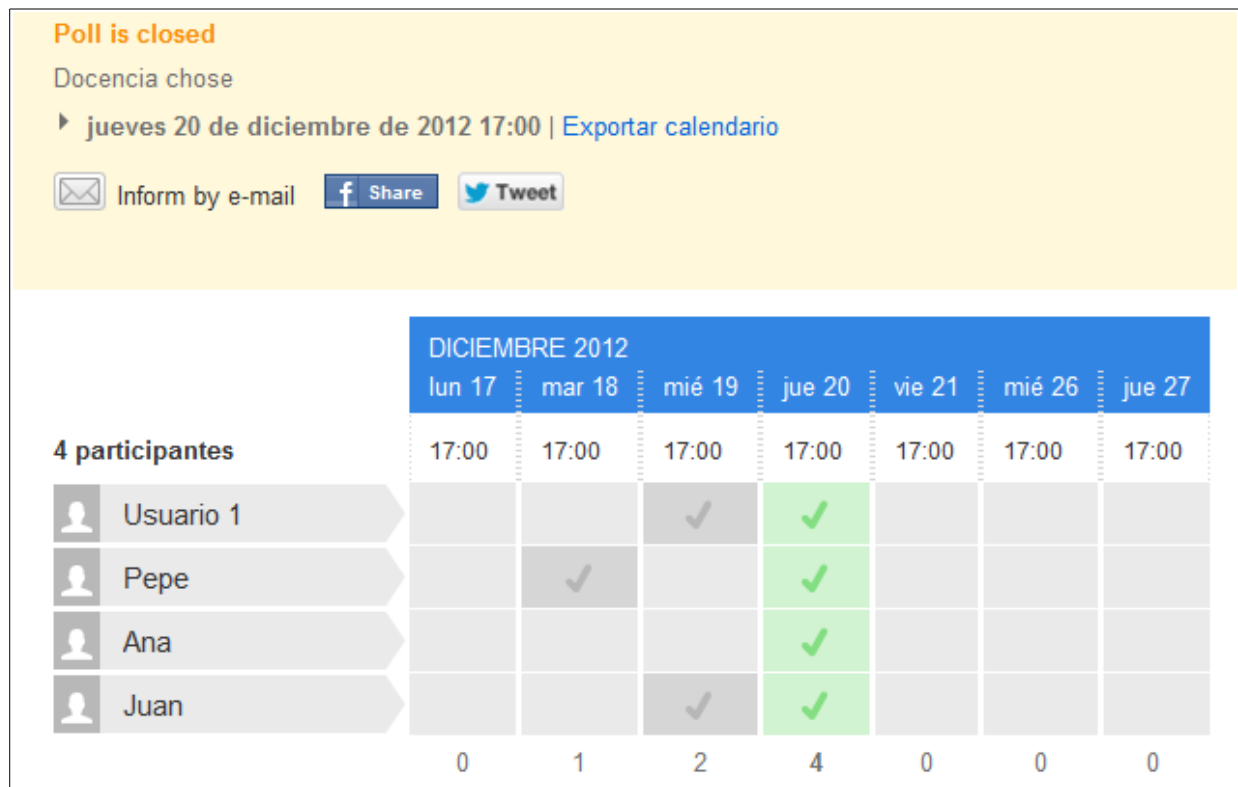 Poll is closed
Docencia chose
jueves 20 de diciembre de 2012 17:00 | Exportar calendario
Inform by e-mail f Share Tweet
DICIEMBRE 2012
lun 17 mar 18 mié 19 jue 20 vie 21 mié 26 jue 27
4 participantes 17:00 17:00 17:00 17:00 17:00 17:00 17:00
Usuario 1
Pepe
Ana
Juan
0 1 2 4 0 0 0